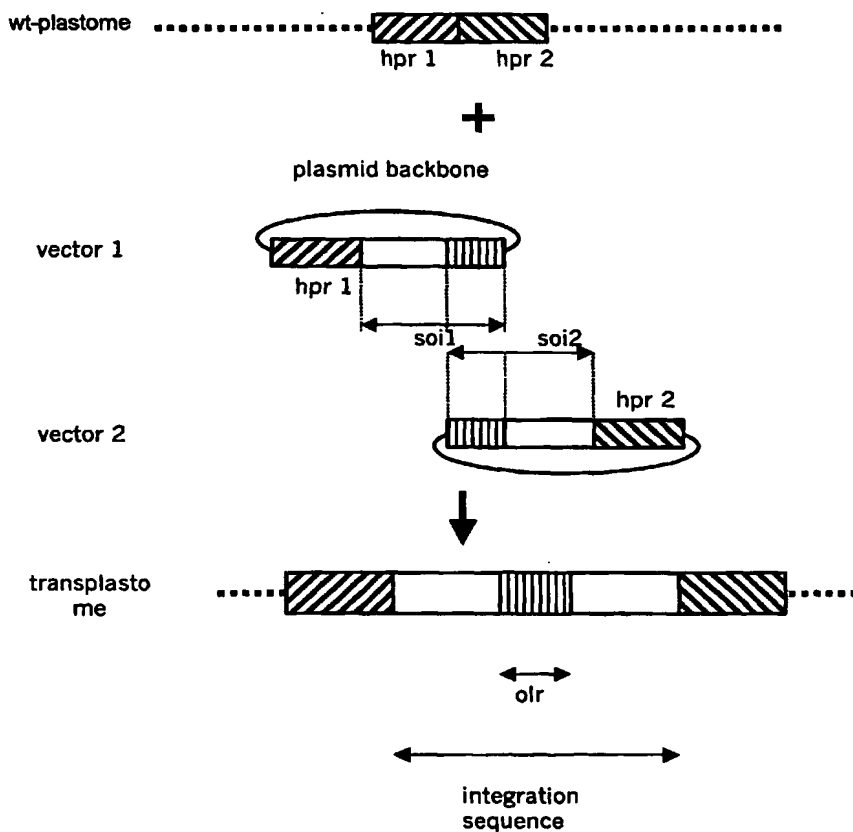 wt-plastome
hpr 1 hpr 2
+
plasmid backbone
vector 1
hpr 1
soi1
soi2
hpr 2
vector 2
transplasto
me
olr
integration
sequence